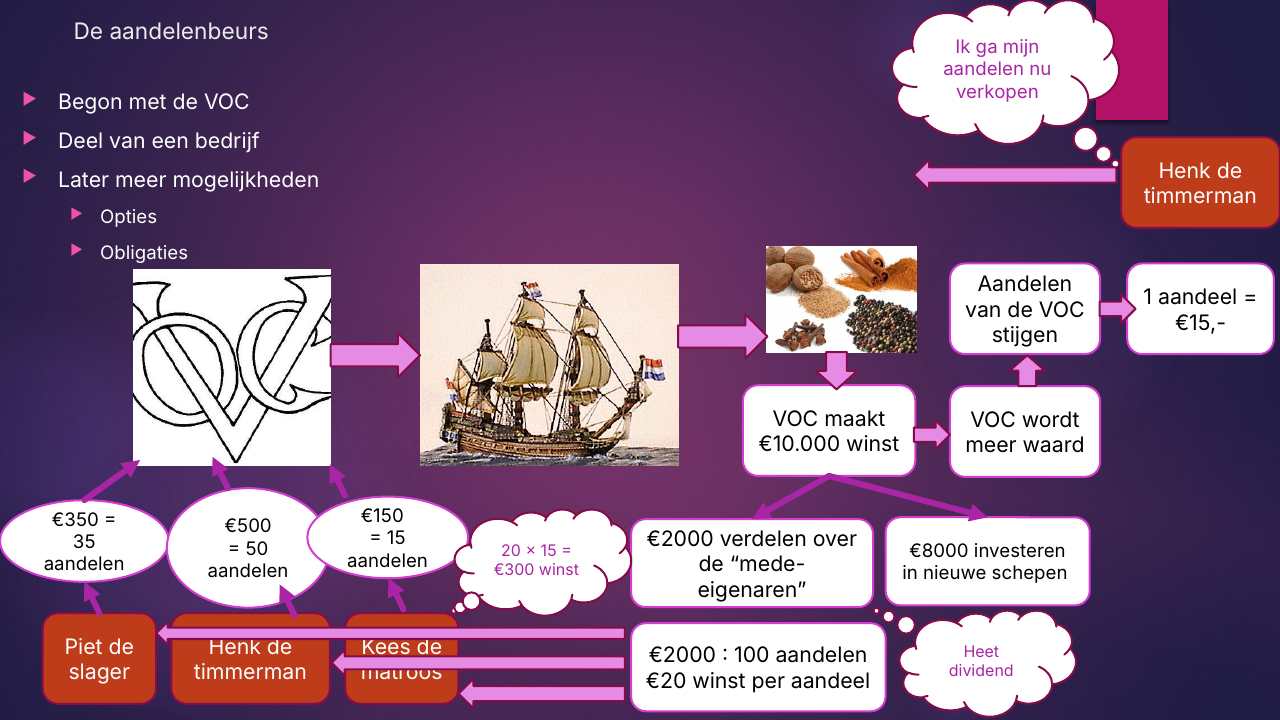 De aandelenbeurs
Begon met de VOC
Deel van een bedrijf
Later meer mogelijkheden
Opties
Obligaties
Ik ga mijn
aandelen nu
verkopen
Henk de
timmerman
VOC
Aandelen
van de VOC
stijgen
1 aandeel =
€15,-
VOC maakt
€10.000 winst
VOC wordt
meer waard
€350 =
35
aandelen
€500
= 50
aandelen
€150
= 15
aandelen
20 × 15 =
€300 winst
€2000 verdelen over
de “mede-
eigenaren”
€8000 investeren
in nieuwe schepen
Piet de
slager
Henk de
timmerman
Kees de
matroos
€2000 : 100 aandelen
€20 winst per aandeel
Heet
dividend